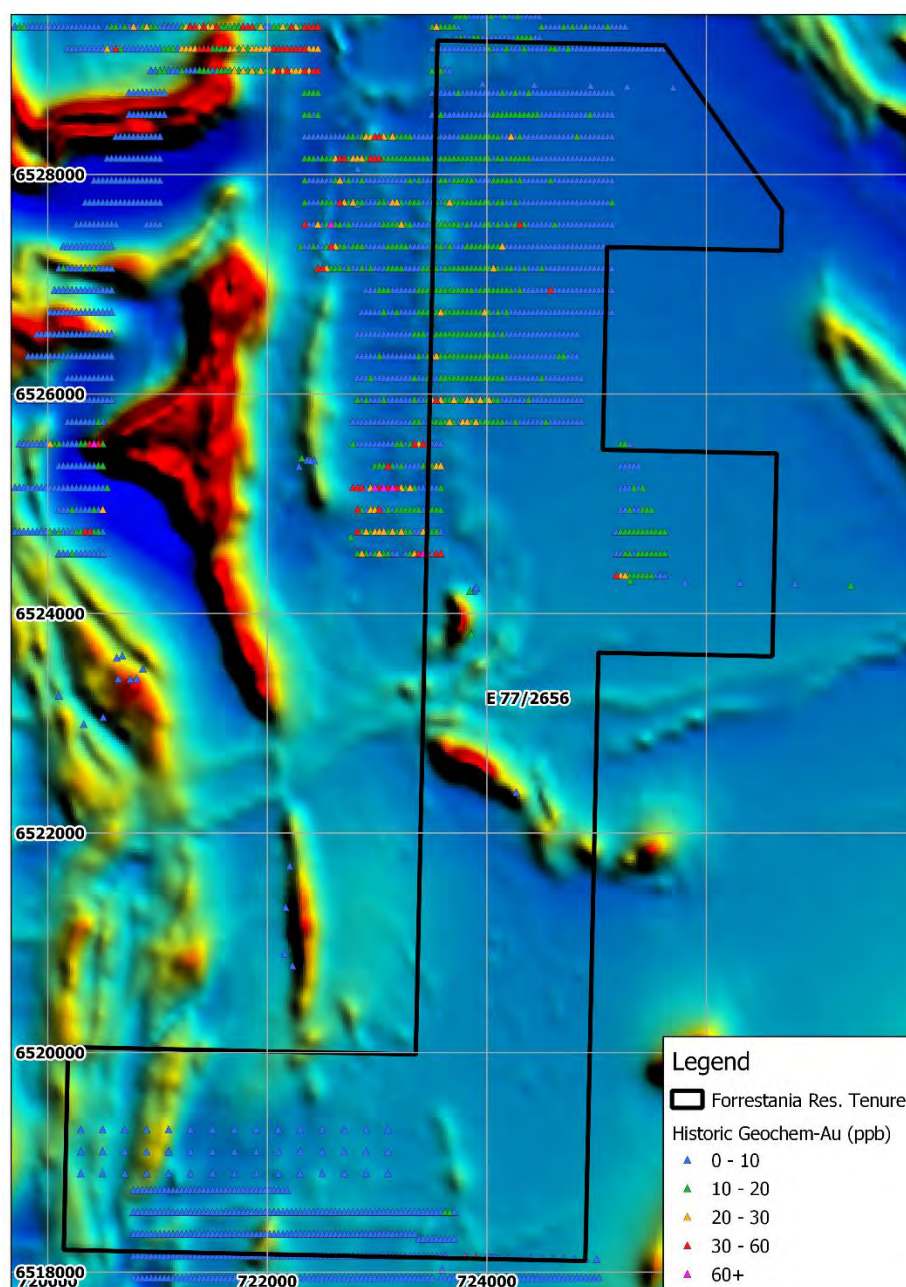 6528000
6526000
6524000
E 77/2656
6522000
6520000
Legend
Forrestania Res. Tenure
Historic Geochem-Au (ppb)
0 - 10
10 - 20
20 - 30
30 - 60
60+
6518000
720000
722000
724000